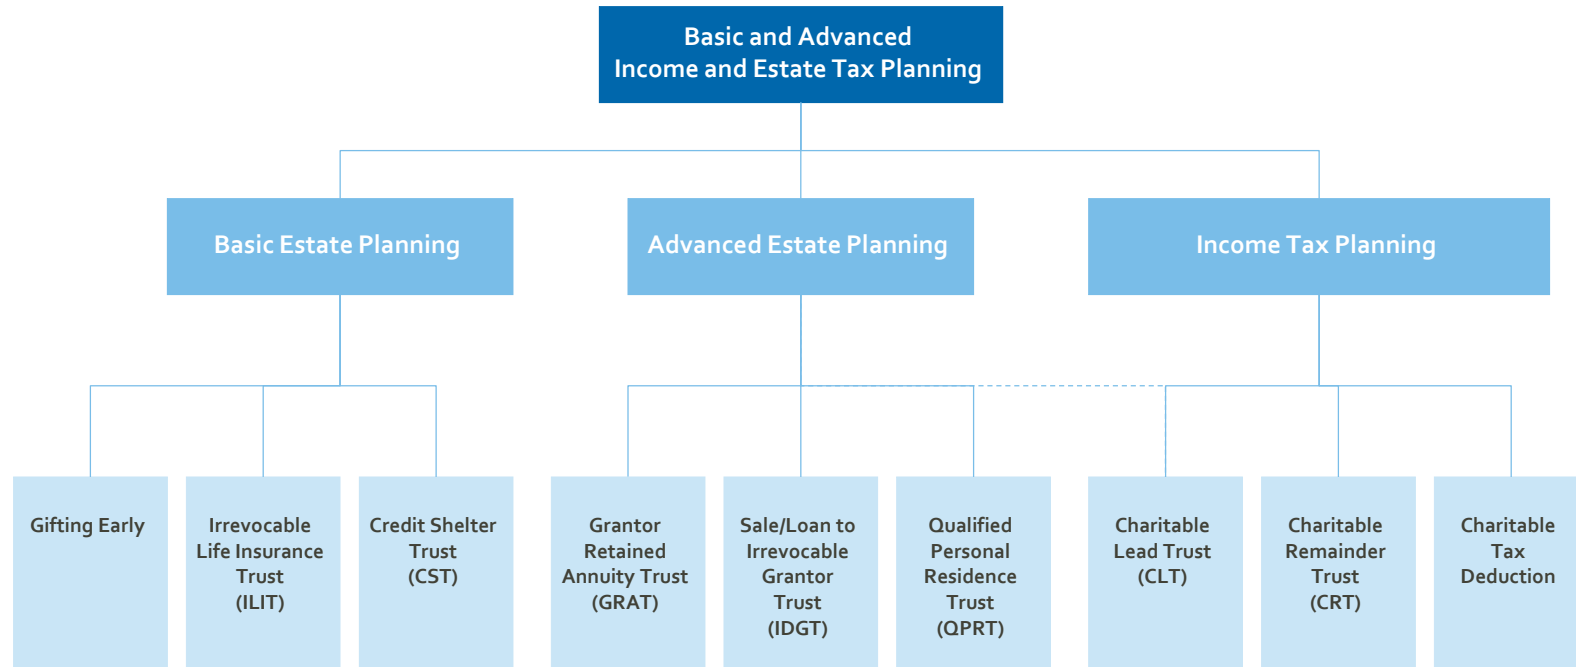 Basic and Advanced
Income and Estate Tax Planning
Basic Estate Planning
Advanced Estate Planning
Income Tax Planning
Gifting Early
Irrevocable
Life Insurance
Trust
(ILIT)
Credit Shelter
Trust
(CST)
Grantor
Retained
Annuity Trust
(GRAT)
Sale/Loan to
Irrevocable
Grantor
Trust
(IDGT)
Qualified
Personal
Residence
Trust
(QPRT)
Charitable
Lead Trust
(CLT)
Charitable
Remainder
Trust
(CRT)
Charitable
Tax
Deduction